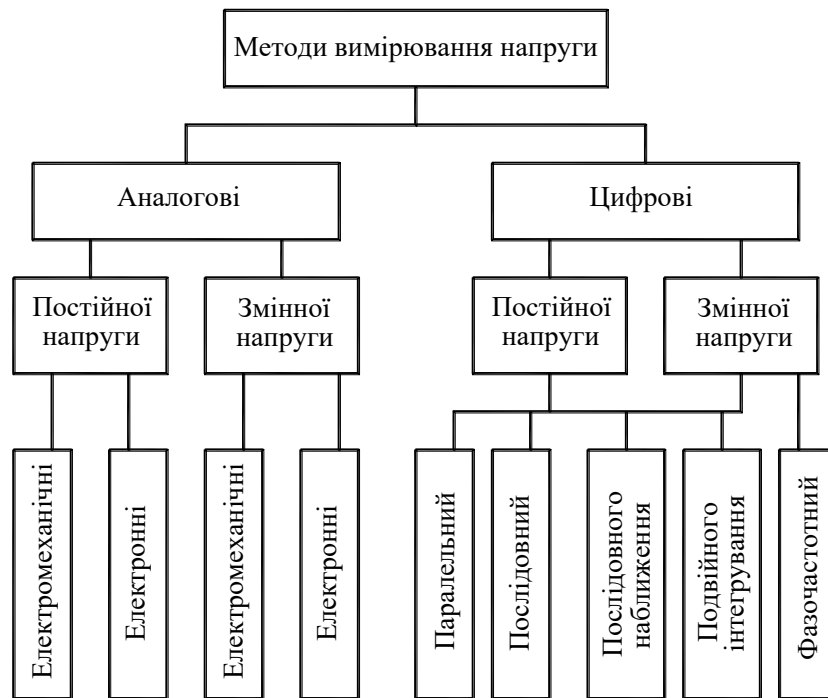 Методи вимірювання напруги
Аналогові
Цифрові
Постійної
напруги
Змінної
напруги
Постійної
напруги
Змінної
напруги
Електромеханічні
Електронні
Електромеханічні
Електронні
Паралельний
Послідовний
Послідовного
наближення
Подвійного
інтегрування
Фазочастотний